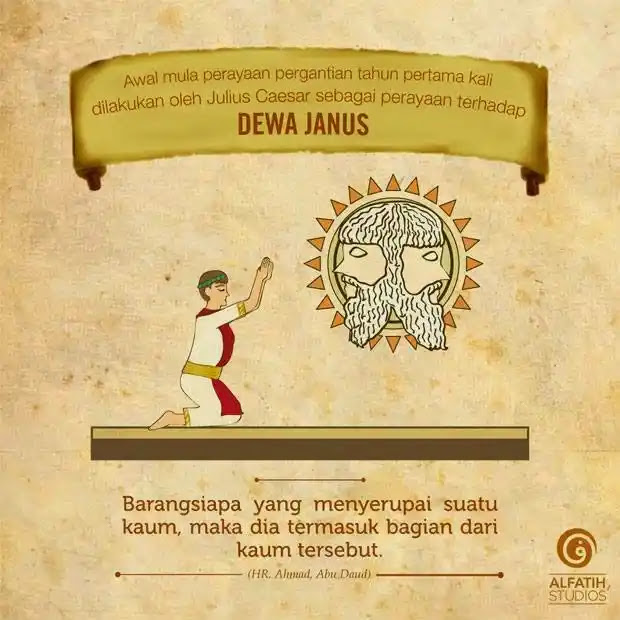 Awal mula perayaan pergantian tahun pertama kali
dilakukan oleh Julius Caesar sebagai perayaan terhadap
DEWA JANUS
Barangsiapa yang menyerupai suatu
kaum, maka dia termasuk bagian dari
kaum tersebut.
(HR. Ahmad, Abu Daud)
ALFATIH
STUDIOS